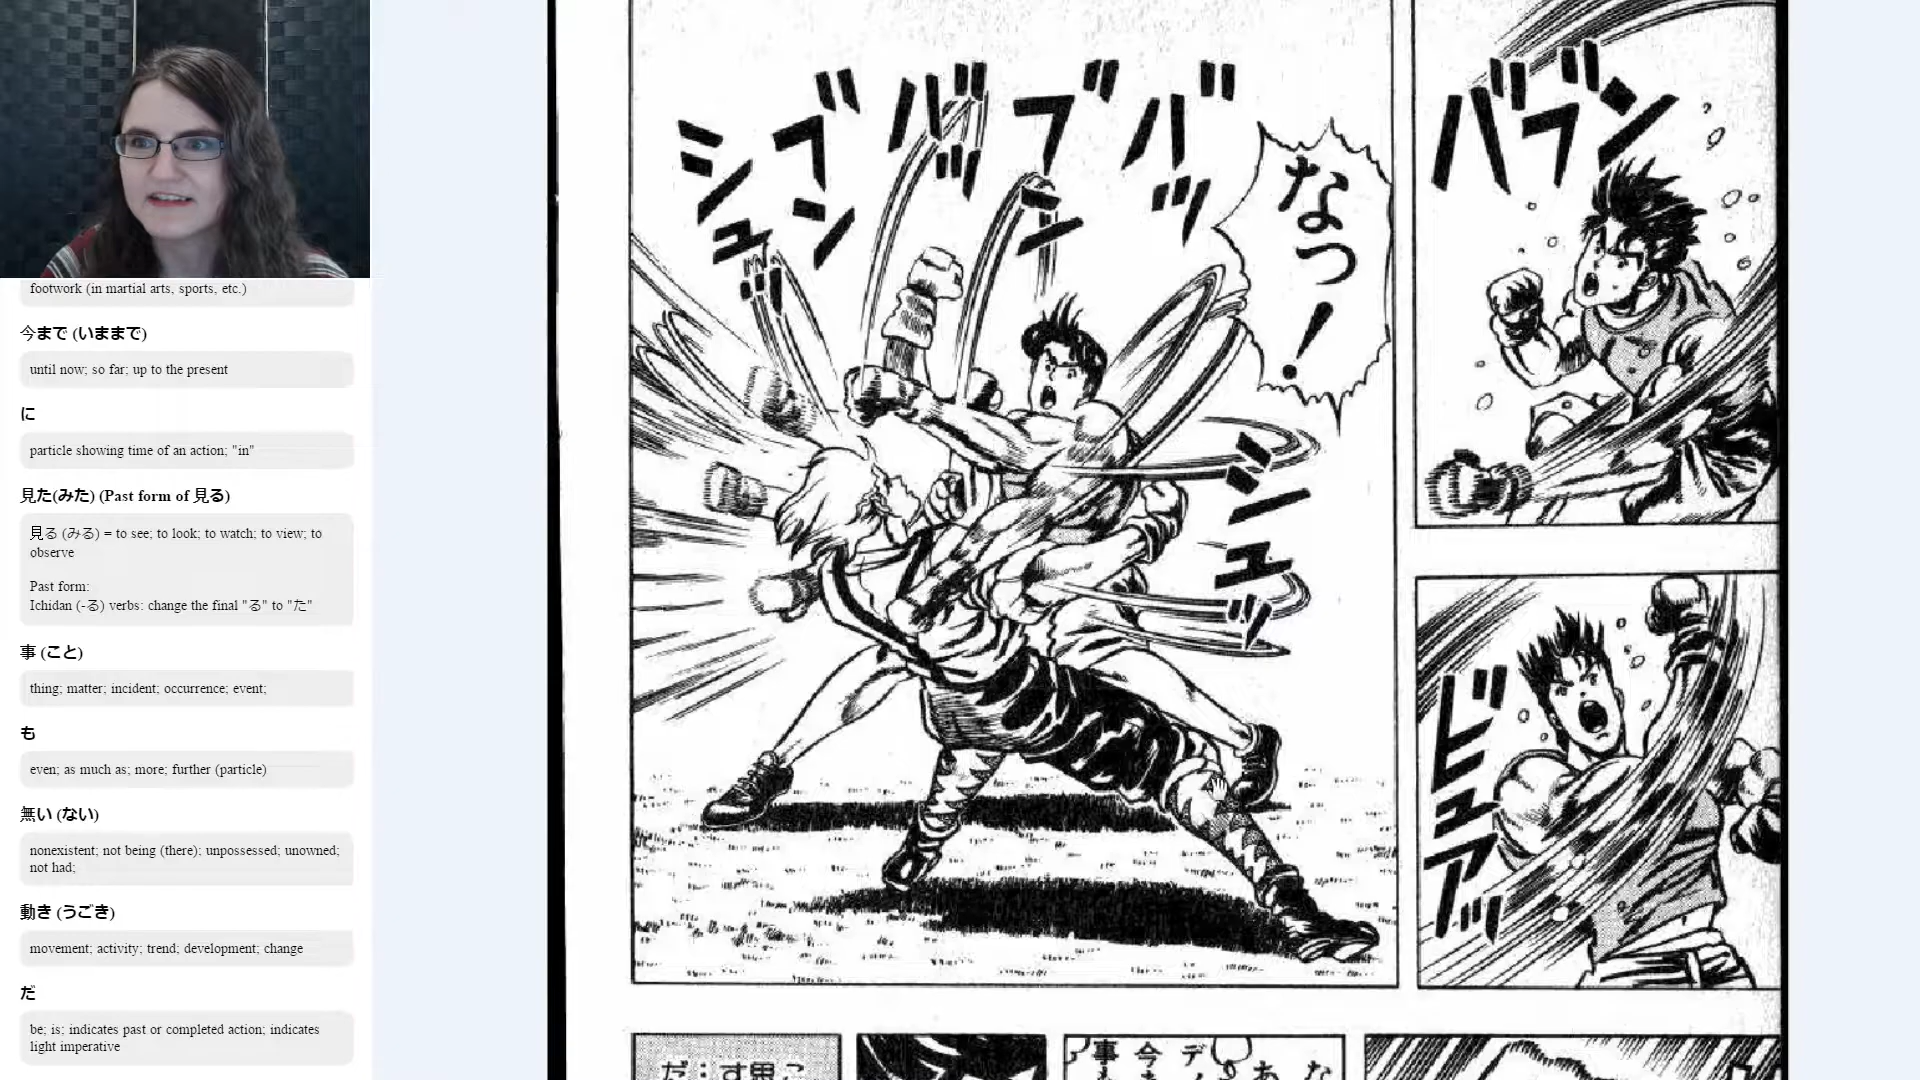 footwork (in martial arts, sports, etc.)
今まで (いままで)
until now; so far; up to the present
に
particle showing time of an action; "in"
見た(みた) (Past form of 見る)
見る (みる) = to see; to look; to watch; to view; to
observe
Past form:
Ichidan (-る) verbs: change the final "る" to "た"
事 (こと)
thing; matter; incident; occurrence; event;
も
even; as much as; more; further (particle)
無い (ない)
nonexistent; not being (there); unpossessed; unowned;
not had;
動き (うごき)
movement; activity; trend; development; change
だ
be; is; indicates past or completed action; indicates
light imperative
バブン
ビュアッ
なっ！
バッ
ブン
バッ
ブン
シュッ
シュッ
な
あ
デ
今
事